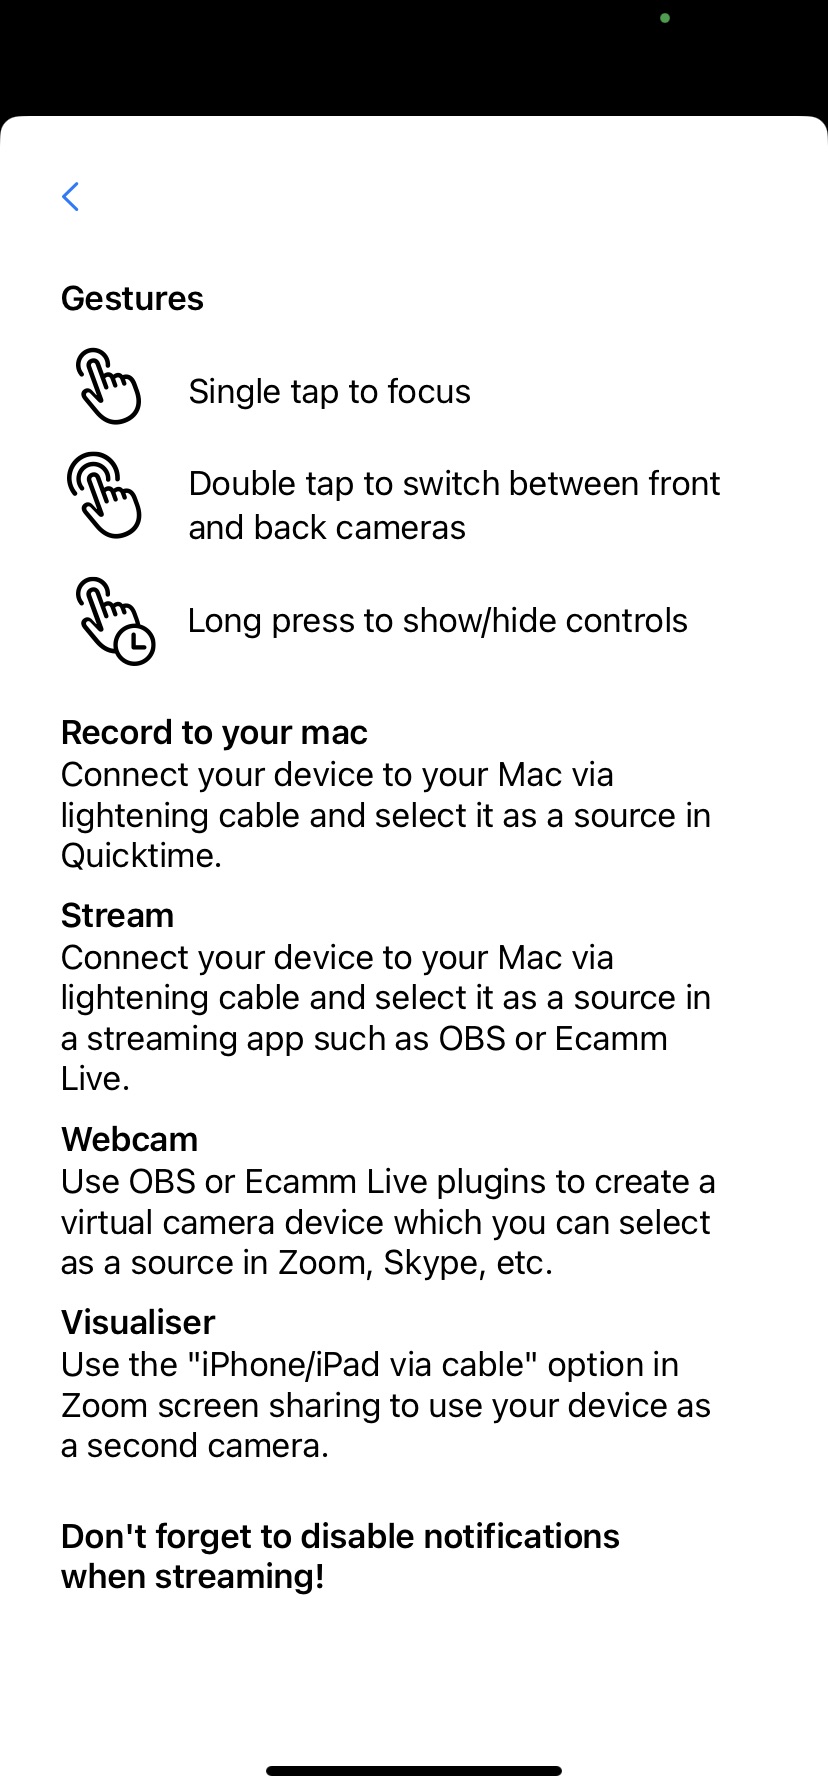 Gestures
Single tap to focus
Double tap to switch between front
and back cameras
Long press to show/hide controls
Record to your mac
Connect your device to your Mac via
lightening cable and select it as a source in
Quicktime.
Stream
Connect your device to your Mac via
lightening cable and select it as a source in
a streaming app such as OBS or Ecamm
Live.
Webcam
Use OBS or Ecamm Live plugins to create a
virtual camera device which you can select
as a source in Zoom, Skype, etc.
Visualiser
Use the "iPhone/iPad via cable" option in
Zoom screen sharing to use your device as
a second camera.
Don't forget to disable notifications
when streaming!